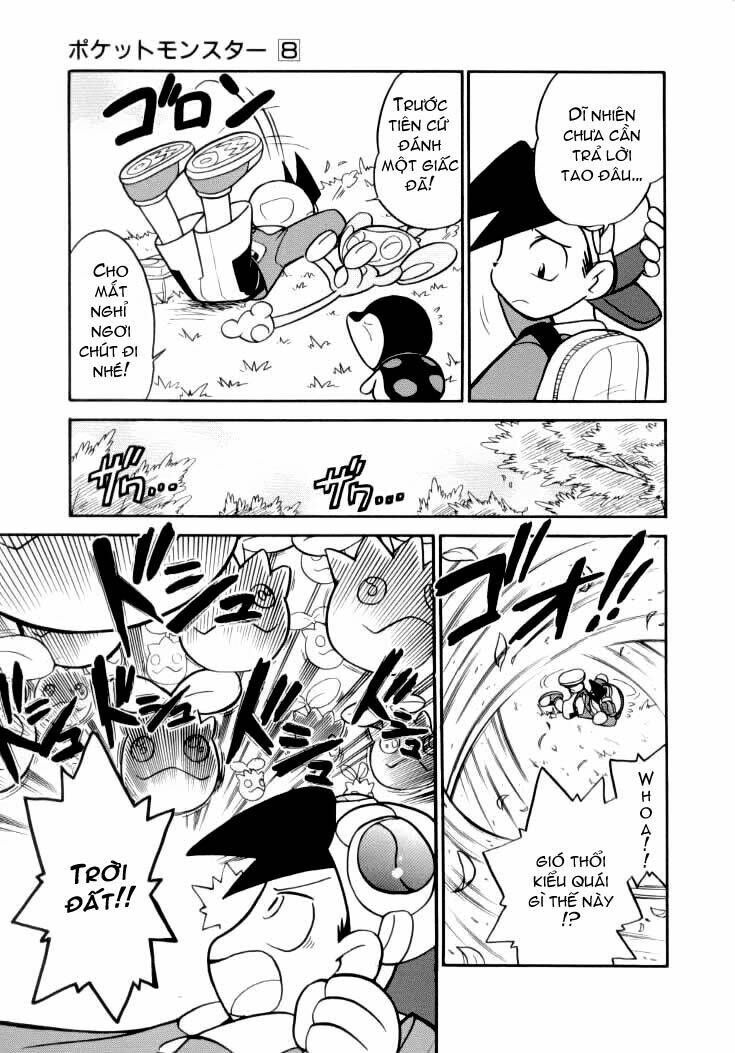 ポケットモンスター 8
DĨ NHIÊN
CHƯA CẦN
TRẢ LỜI
TAO ĐÂU...
TRƯỚC
TIÊN CỨ
ĐÁNH
MỘT GIẤC
ĐÃ!
ゴロン
CHO
MẮT
NGHỈ
NGƠI
CHÚT ĐI
NHÉ!
ザワ...
ザワ...
ゴオ!!
WHOA!!
GIÓ THỔI
KIỂU QUÁI
GÌ THẾ NÀY
!?
ドシュ
ドシュ
ドシュ
ドシュ
TRỜI
ĐẤT!!